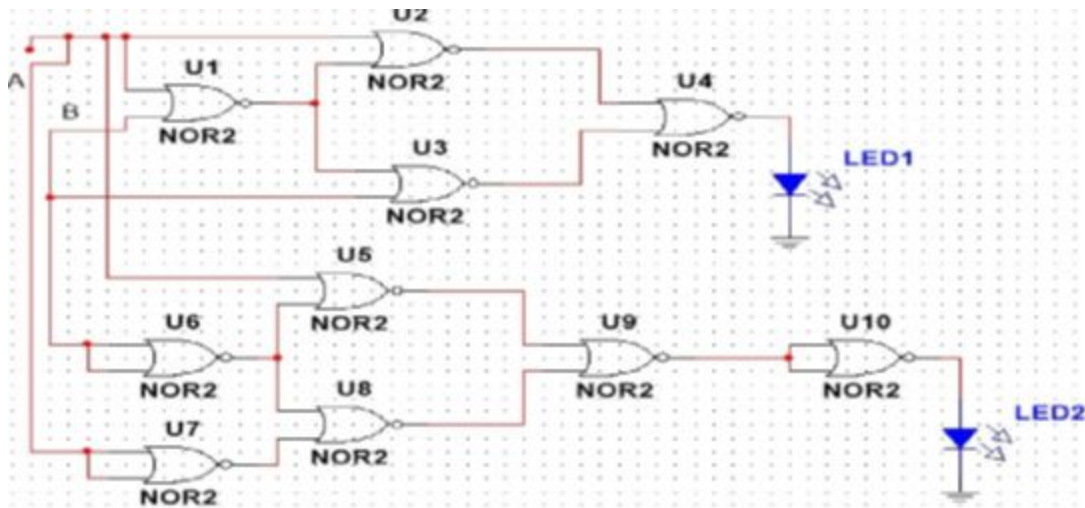 U2
A
U1
NOR2
U4
B
NOR2
U3
NOR2
LED1
NOR2
U5
U6
NOR2
U9
U10
NOR2
U8
NOR2
NOR2
LED2
U7
NOR2
NOR2